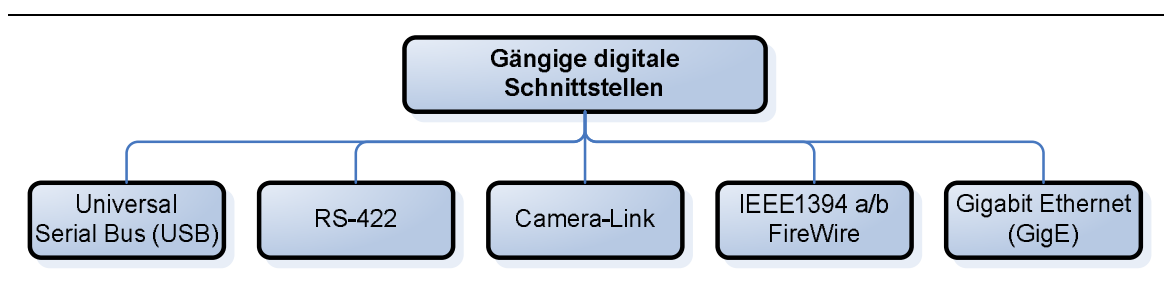 Gängige digitale
Schnittstellen
Universal
Serial Bus (USB)
RS-422
Camera-Link
IEEE1394 a/b
FireWire
Gigabit Ethernet
(GigE)